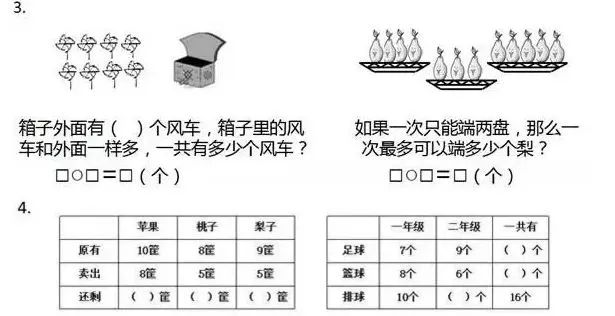 3.
箱子外面有( )个风车，箱子里的风
车和外面一样多，一共有多少个风车？
□○□=□(个)
如果一次只能端两盘，那么一
次最多可以端多少个梨？
□○□=□(个)
4.
苹果 桃子 梨子
原有 10筐 8筐 9筐
卖出 8筐 5筐 5筐
还剩 ( )筐 ( )筐 ( )筐
一年级 二年级 一共有
足球 7个 9个 ( )个
篮球 8个 6个 ( )个
排球 10个 ( )个 16个